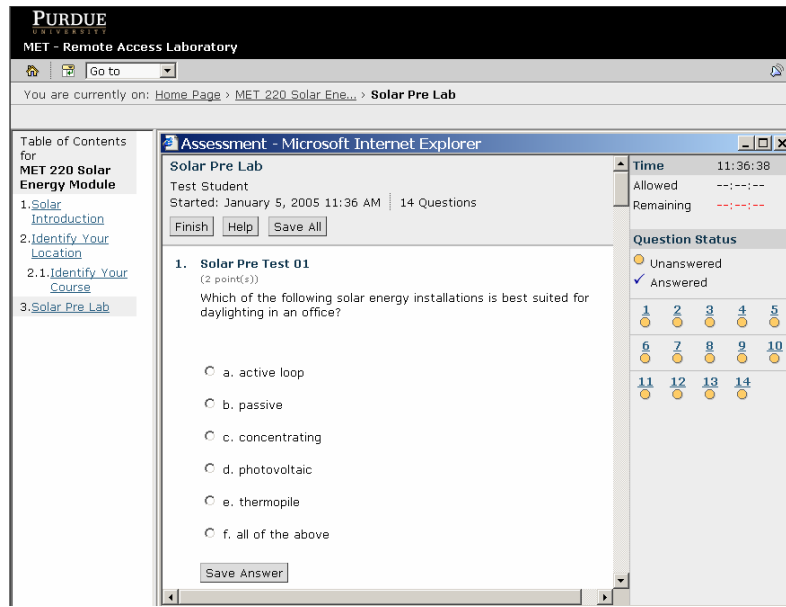 PURDUE
UNIVERSITY
MET - Remote Access Laboratory
Go to
You are currently on: Home Page > MET 220 Solar Ene... > Solar Pre Lab
Table of Contents
for
MET 220 Solar
Energy Module
1.Solar
Introduction
2.Identify Your
Location
2.1.Identify Your
Course
3.Solar Pre Lab
Assessment - Microsoft Internet Explorer
Solar Pre Lab
Test Student
Started: January 5, 2005 11:36 AM 14 Questions
Finish Help Save All
1. Solar Pre Test 01
(2 point(s))
Which of the following solar energy installations is best suited for
daylighting in an office?
a. active loop
b. passive
c. concentrating
d. photovoltaic
e. thermopile
f. all of the above
Save Answer
Time 11:36:38
Allowed --:--:--
Remaining --:--:--
Question Status
Unanswered
Answered
1 2 3 4 5
6 7 8 9 10
11 12 13 14